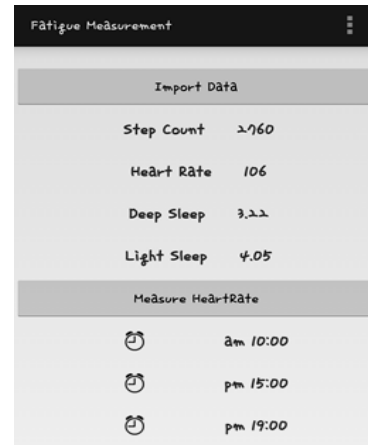 Fatigue Measurement
Import Data
Step Count 2760
Heart Rate 106
Deep Sleep 3.22
Light Sleep 4.05
Measure HeartRate
am 10:00
pm 15:00
pm 19:00